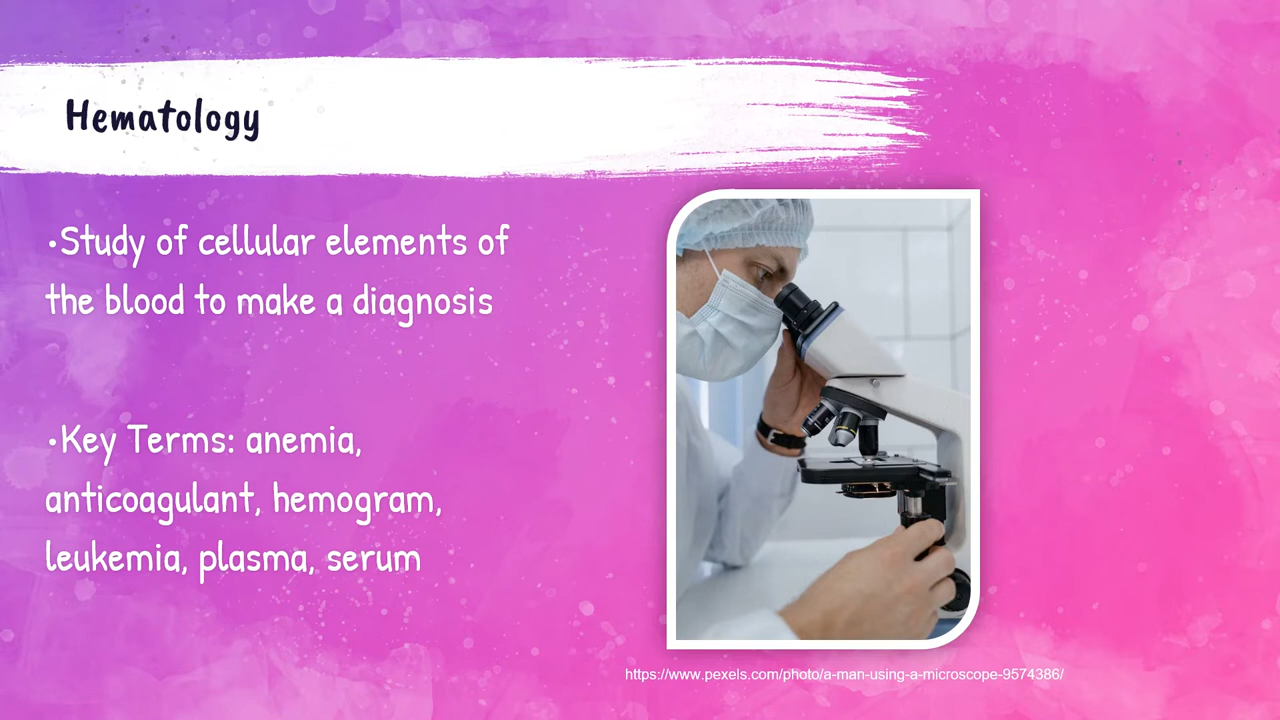 Hematology
•Study of cellular elements of
the blood to make a diagnosis
•Key Terms: anemia,
anticoagulant, hemogram,
leukemia, plasma, serum
https://www.pexels.com/photo/a-man-using-a-microscope-9574386/